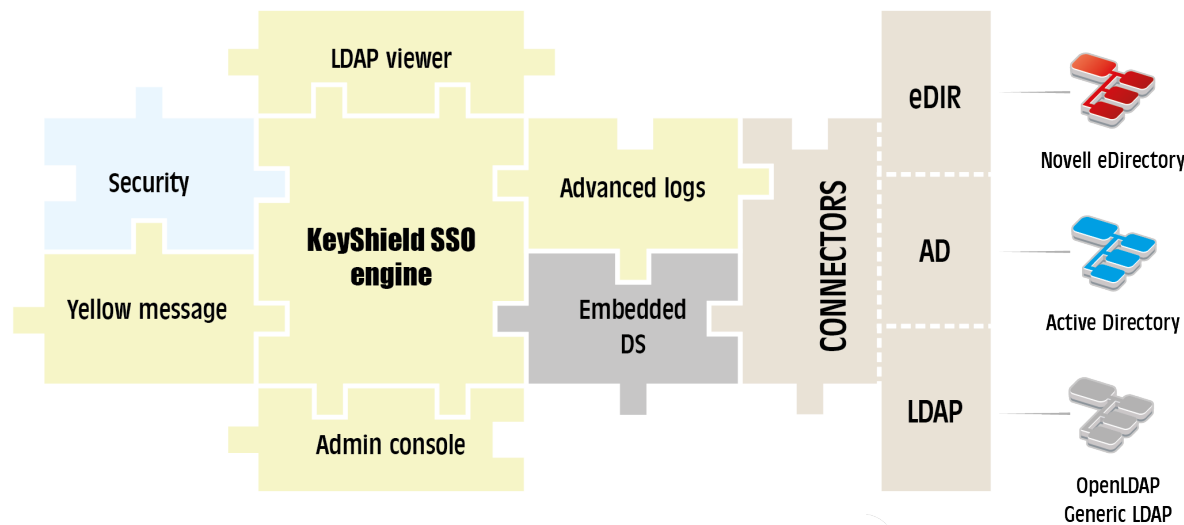 LDAP viewer
Security
KeyShield SSO
engine
Yellow message
Admin console
Advanced logs
Embedded
DS
CONNECTORS
eDIR
AD
LDAP
Novell eDirectory
Active Directory
OpenLDAP
Generic LDAP